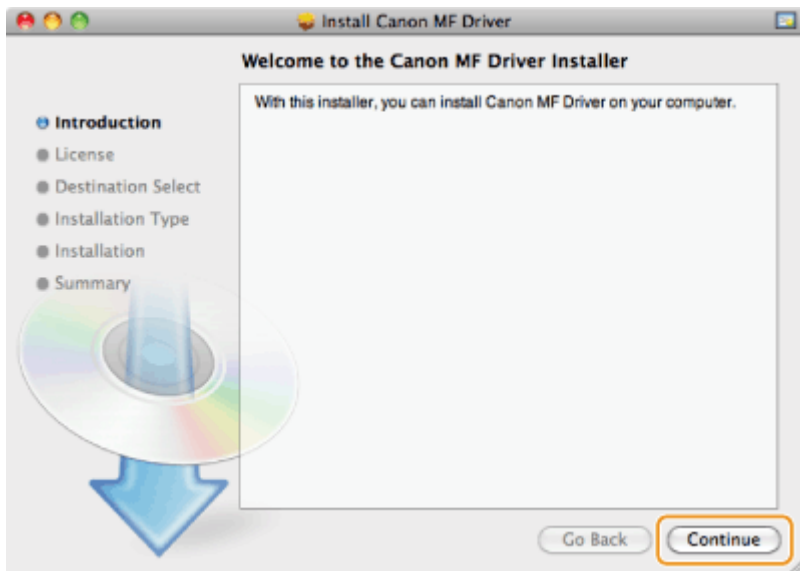 Install Canon MF Driver
Welcome to the Canon MF Driver Installer
With this installer, you can install Canon MF Driver on your computer.
Introduction
License
Destination Select
Installation Type
Installation
Summary
Go Back
Continue